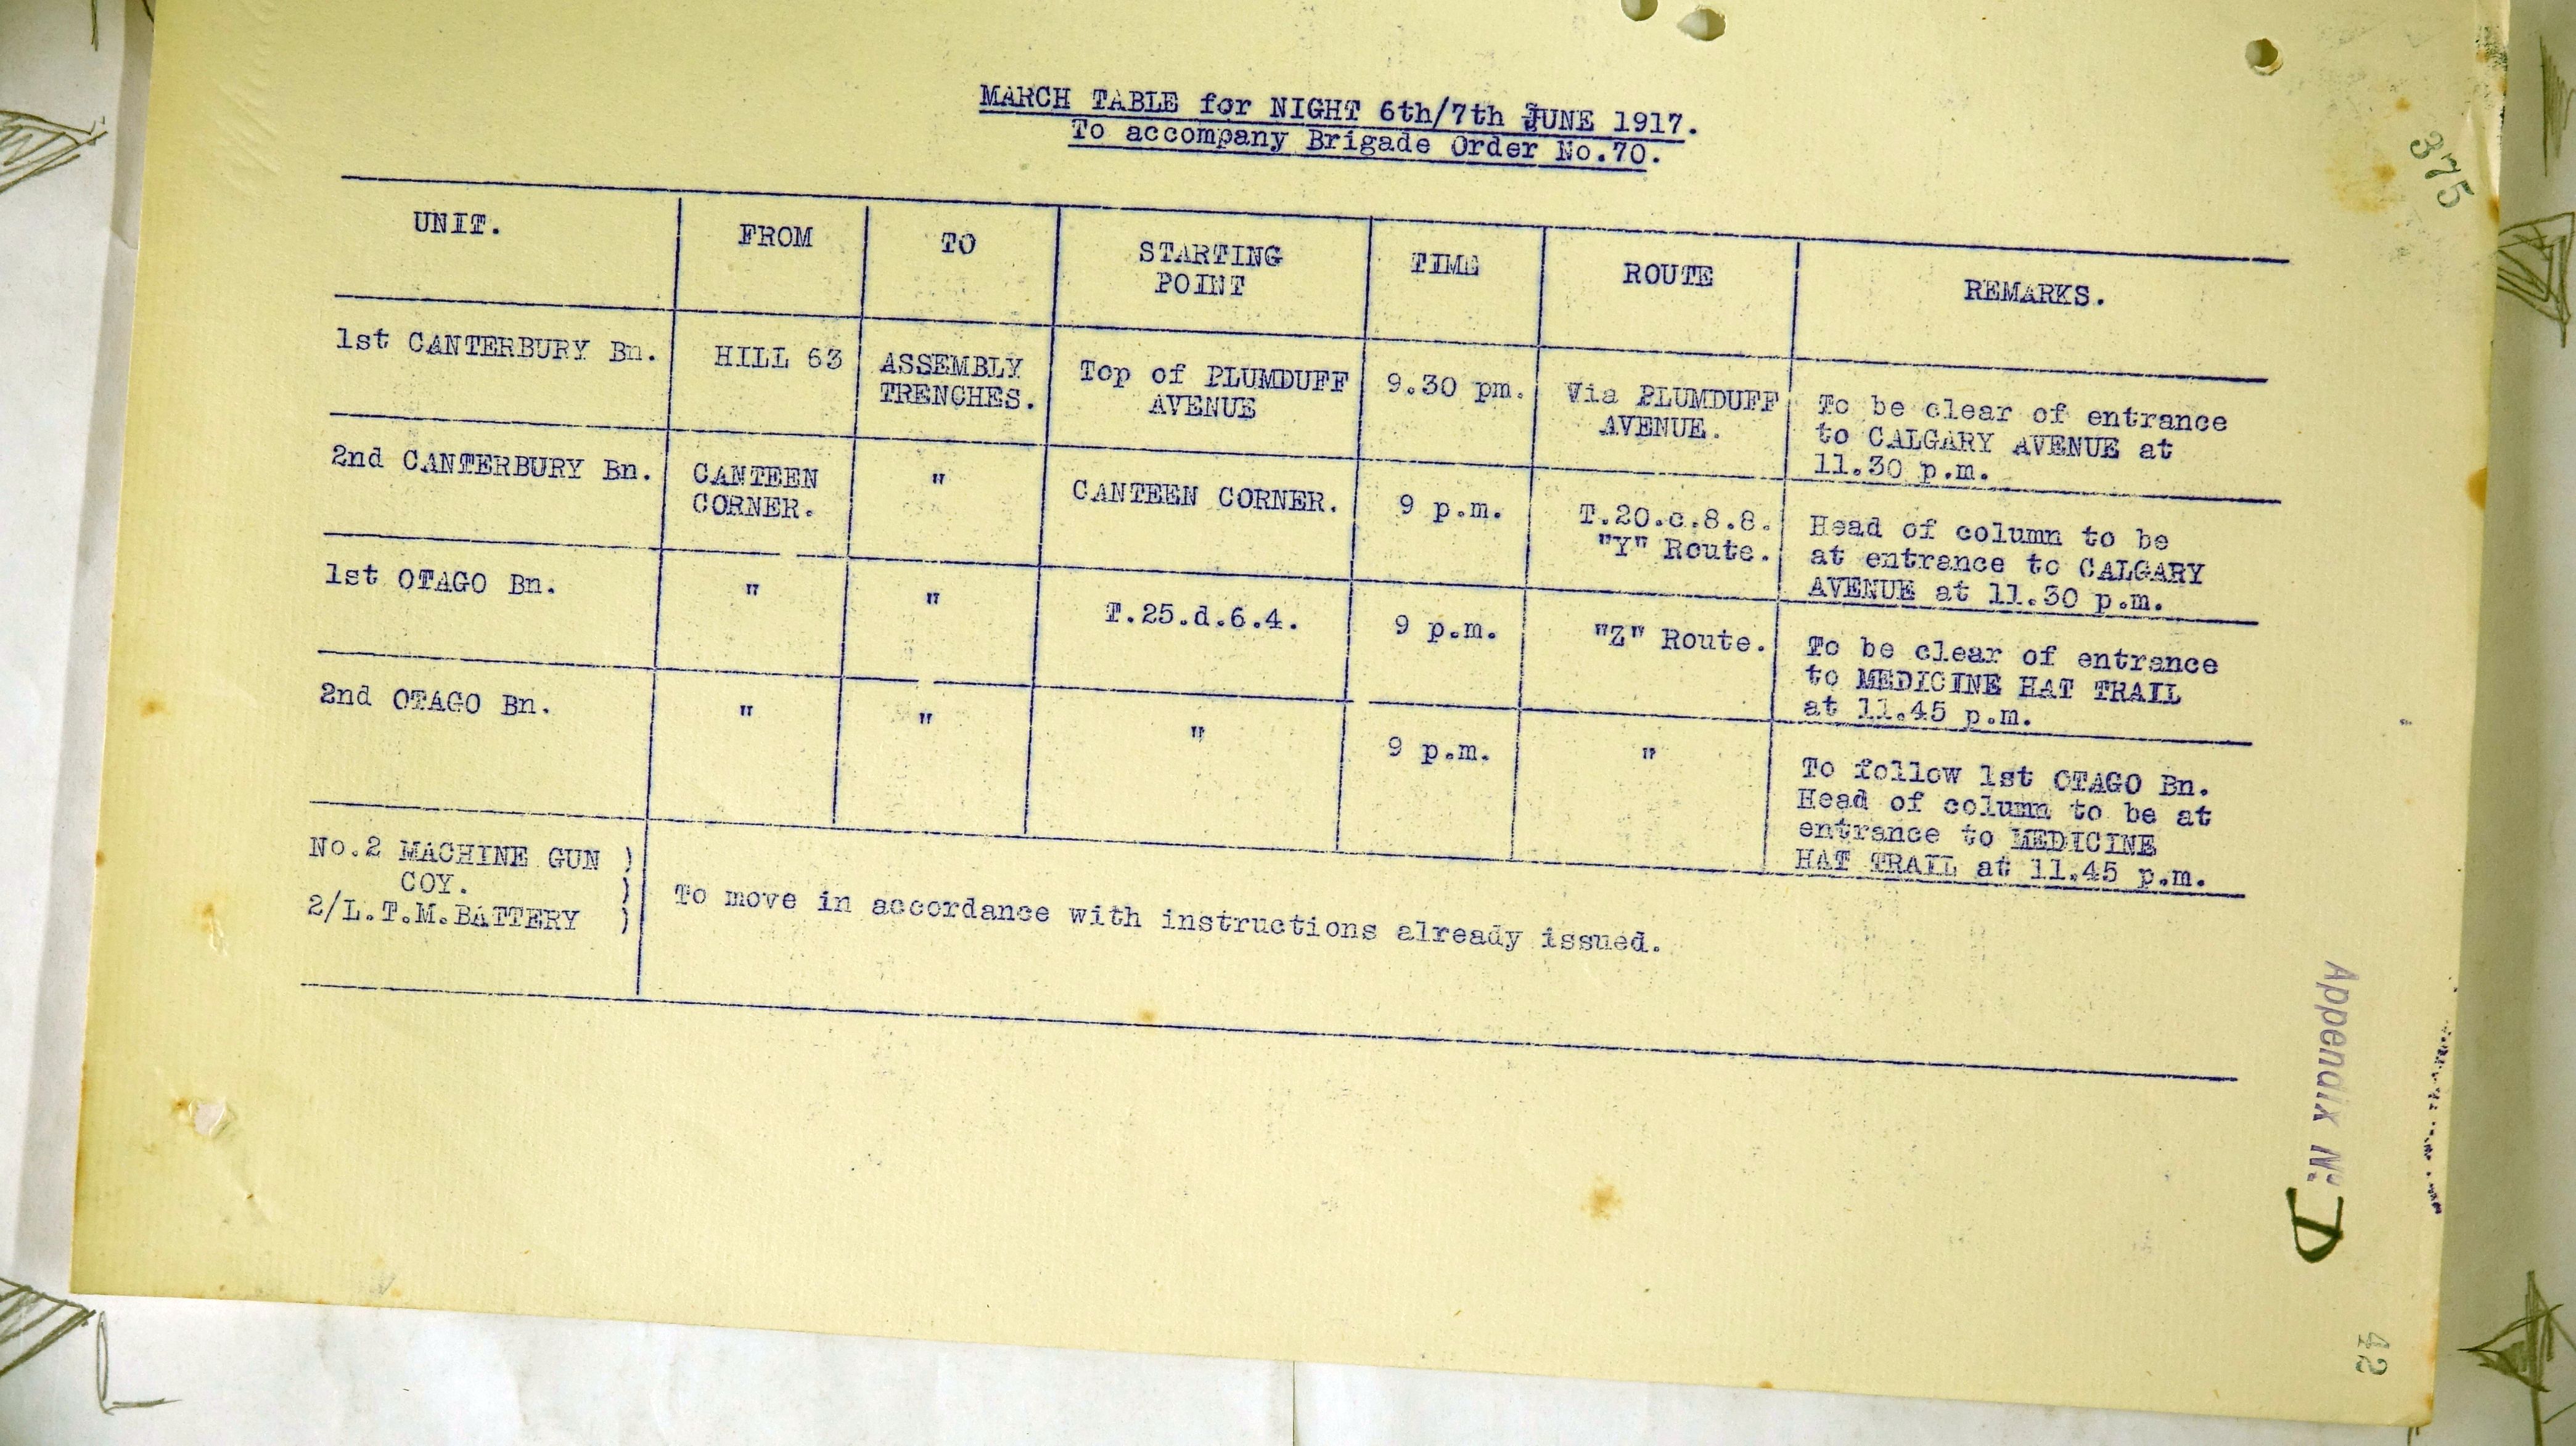 MARCH TABLE for NIGHT 6th/7th JUNE 1917.
To accompany Brigade Order No.70.
375
UNIT. FROM TO STARTING POINT TIME ROUTE REMARKS.
1st CANTERBURY Bn. HILL 63 ASSEMBLY TRENCHES. Top of PLUMDUFF AVENUE 9.30 pm. Via PLUMDUFF AVENUE. To be clear of entrance
to CALGARY AVENUE at
11.30 p.m.
2nd CANTERBURY Bn. CANTEEN CORNER. " CANTEEN CORNER. 9 p.m. T.20.c.8.8. "Y" Route. Head of column to be
at entrance to CALGARY
AVENUE at 11.30 p.m.
1st OTAGO Bn. " " T.25.d.6.4. 9 p.m. "Z" Route. To be clear of entrance
to MEDICINE HAT TRAIL
at 11.45 p.m.
2nd OTAGO Bn. " " " 9 p.m. " To follow 1st OTAGO Bn.
Head of column to be at
entrance to MEDICINE
HAT TRAIL at 11.45 p.m.
No.2 MACHINE GUN )
COY. )
2/L.T.M.BATTERY )
To move in accordance with instructions already issued.
Appendix No. D
42